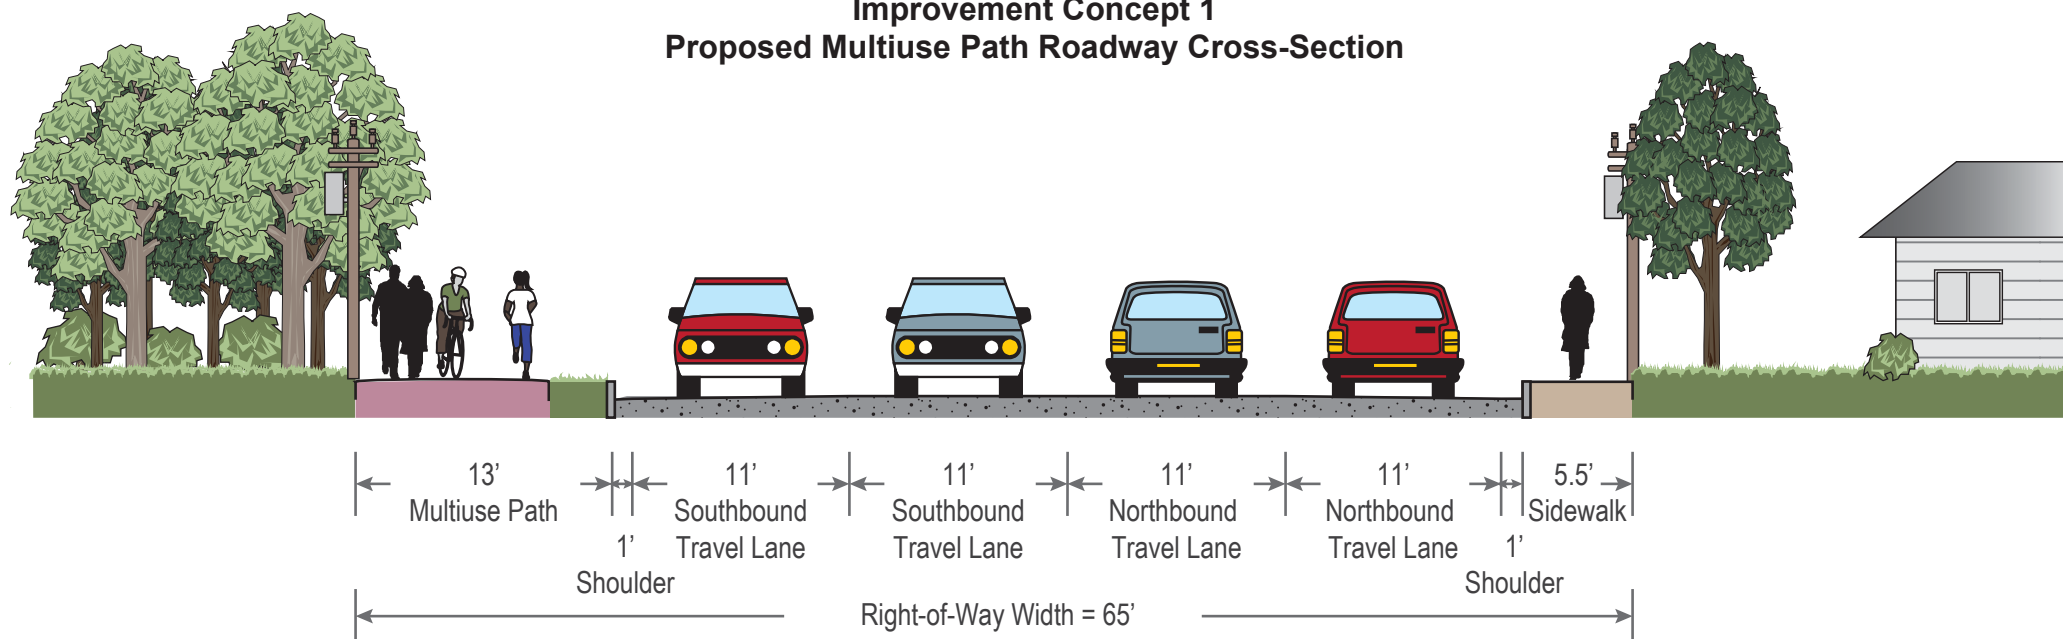 Improvement Concept 1
Proposed Multiuse Path Roadway Cross-Section
13’
Multiuse Path
1’
Shoulder
11’
Southbound
Travel Lane
11’
Southbound
Travel Lane
11’
Northbound
Travel Lane
11’
Northbound
Travel Lane
1’
Shoulder
5.5’
Sidewalk
Right-of-Way Width = 65’